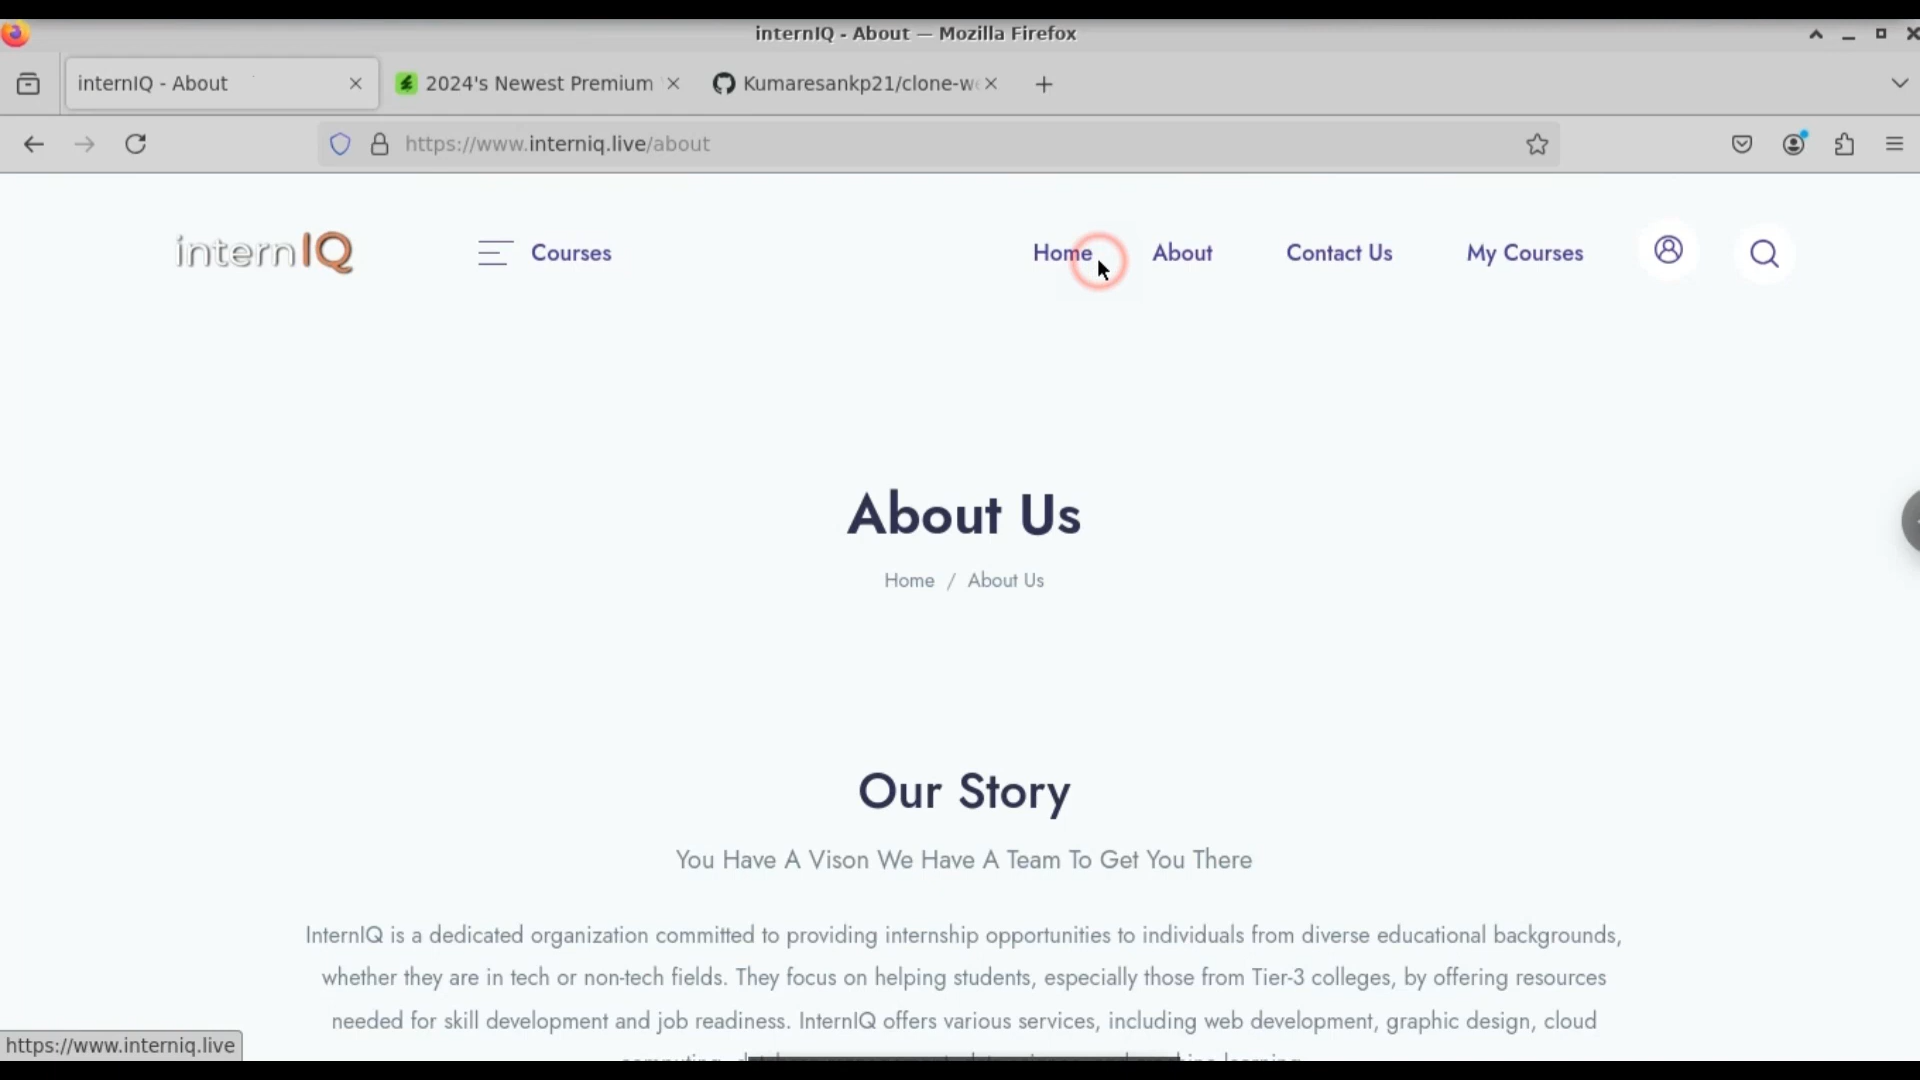 internIQ - About — Mozilla Firefox
internIQ - About
2024's Newest Premium
Kumaresankp21/clone-we
https://www.interniq.live/about
internIQ
Courses
Home
About
Contact Us
My Courses
About Us
Home / About Us
Our Story
You Have A Vison We Have A Team To Get You There
InternIQ is a dedicated organization committed to providing internship opportunities to individuals from diverse educational backgrounds,
whether they are in tech or non-tech fields. They focus on helping students, especially those from Tier-3 colleges, by offering resources
needed for skill development and job readiness. InternIQ offers various services, including web development, graphic design, cloud
https://www.interniq.live